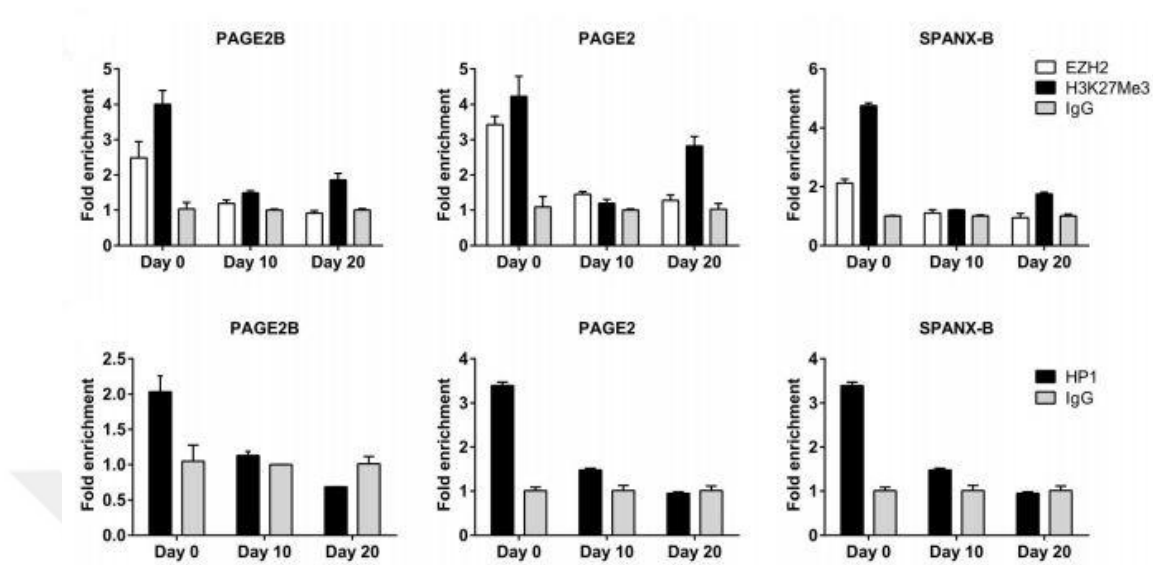 PAGE2B
Fold enrichment
5
4
3
2
1
0
Day 0 Day 10 Day 20
PAGE2
Fold enrichment
5
4
3
2
1
0
Day 0 Day 10 Day 20
SPANX-B
Fold enrichment
6
4
2
0
Day 0 Day 10 Day 20
EZH2
H3K27Me3
IgG
PAGE2B
Fold enrichment
2.5
2.0
1.5
1.0
0.5
0.0
Day 0 Day 10 Day 20
PAGE2
Fold enrichment
4
3
2
1
0
Day 0 Day 10 Day 20
SPANX-B
Fold enrichment
4
3
2
1
0
Day 0 Day 10 Day 20
HP1
IgG